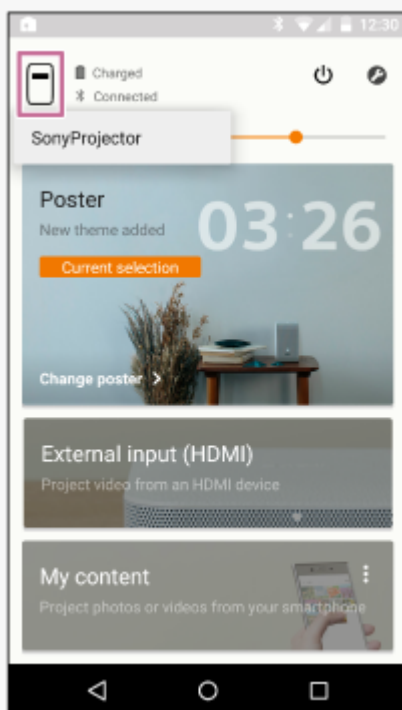 12:30
Charged
Connected
SonyProjector
Poster
03:26
New theme added
Current selection
Change poster >
External input (HDMI)
Project video from an HDMI device
My content
Project photos or videos from your smartphone